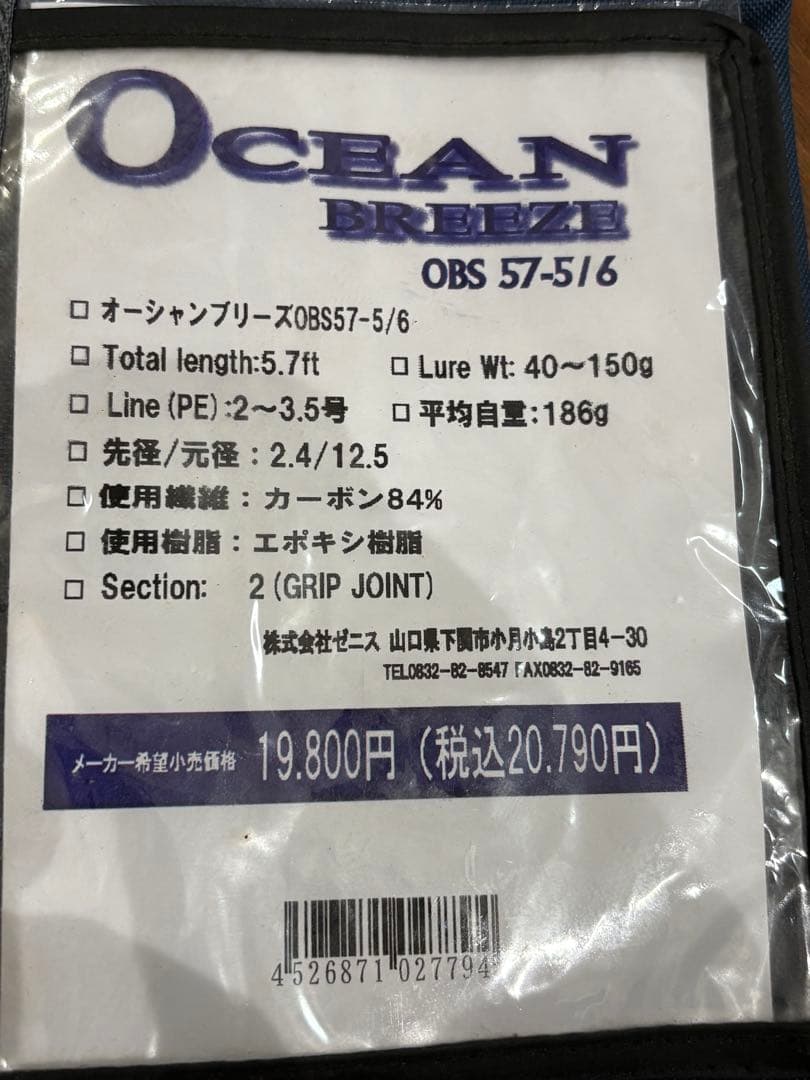 OCEAN
BREEZE
OBS 57-5/6
□ オーシャンブリーズOBS57-5/6
□ Total length:5.7ft □ Lure Wt: 40～150g
□ Line(PE):2～3.5号 □ 平均自重:186g
□ 先径/元径：2.4/12.5
□ 使用繊維：カーボン84%
□ 使用樹脂：エポキシ樹脂
□ Section: 2(GRIP JOINT)
株式会社ゼニス 山口県下関市小月小島2丁目4-30
TEL0832-82-8547 FAX0832-82-9165
メーカー希望小売価格 19.800円（税込20.790円）
4 526871 027794